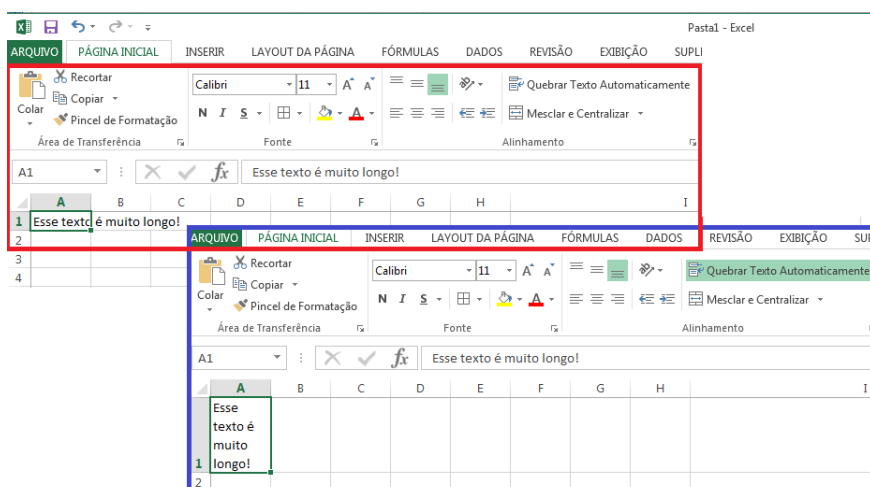 Pasta1 - Excel
ARQUIVO PÁGINA INICIAL INSERIR LAYOUT DA PÁGINA FÓRMULAS DADOS REVISÃO EXIBIÇÃO SUPL
Colar
Recortar
Copiar
Pincel de Formatação
Área de Transferência
Calibri 11 A A
N I S A
Fonte
Quebrar Texto Automaticamente
Mesclar e Centralizar
Alinhamento
A1 fx Esse texto é muito longo!
A B C D E F G H I
1 Esse texto é muito longo!
2
3
4
ARQUIVO PÁGINA INICIAL INSERIR LAYOUT DA PÁGINA FÓRMULAS DADOS REVISÃO EXIBIÇÃO SUP
Colar
Recortar
Copiar
Pincel de Formatação
Área de Transferência
Calibri 11 A A
N I S A
Fonte
Quebrar Texto Automaticamente
Mesclar e Centralizar
Alinhamento
A1 fx Esse texto é muito longo!
A B C D E F G H I
Esse
texto é
muito
1 longo!
2